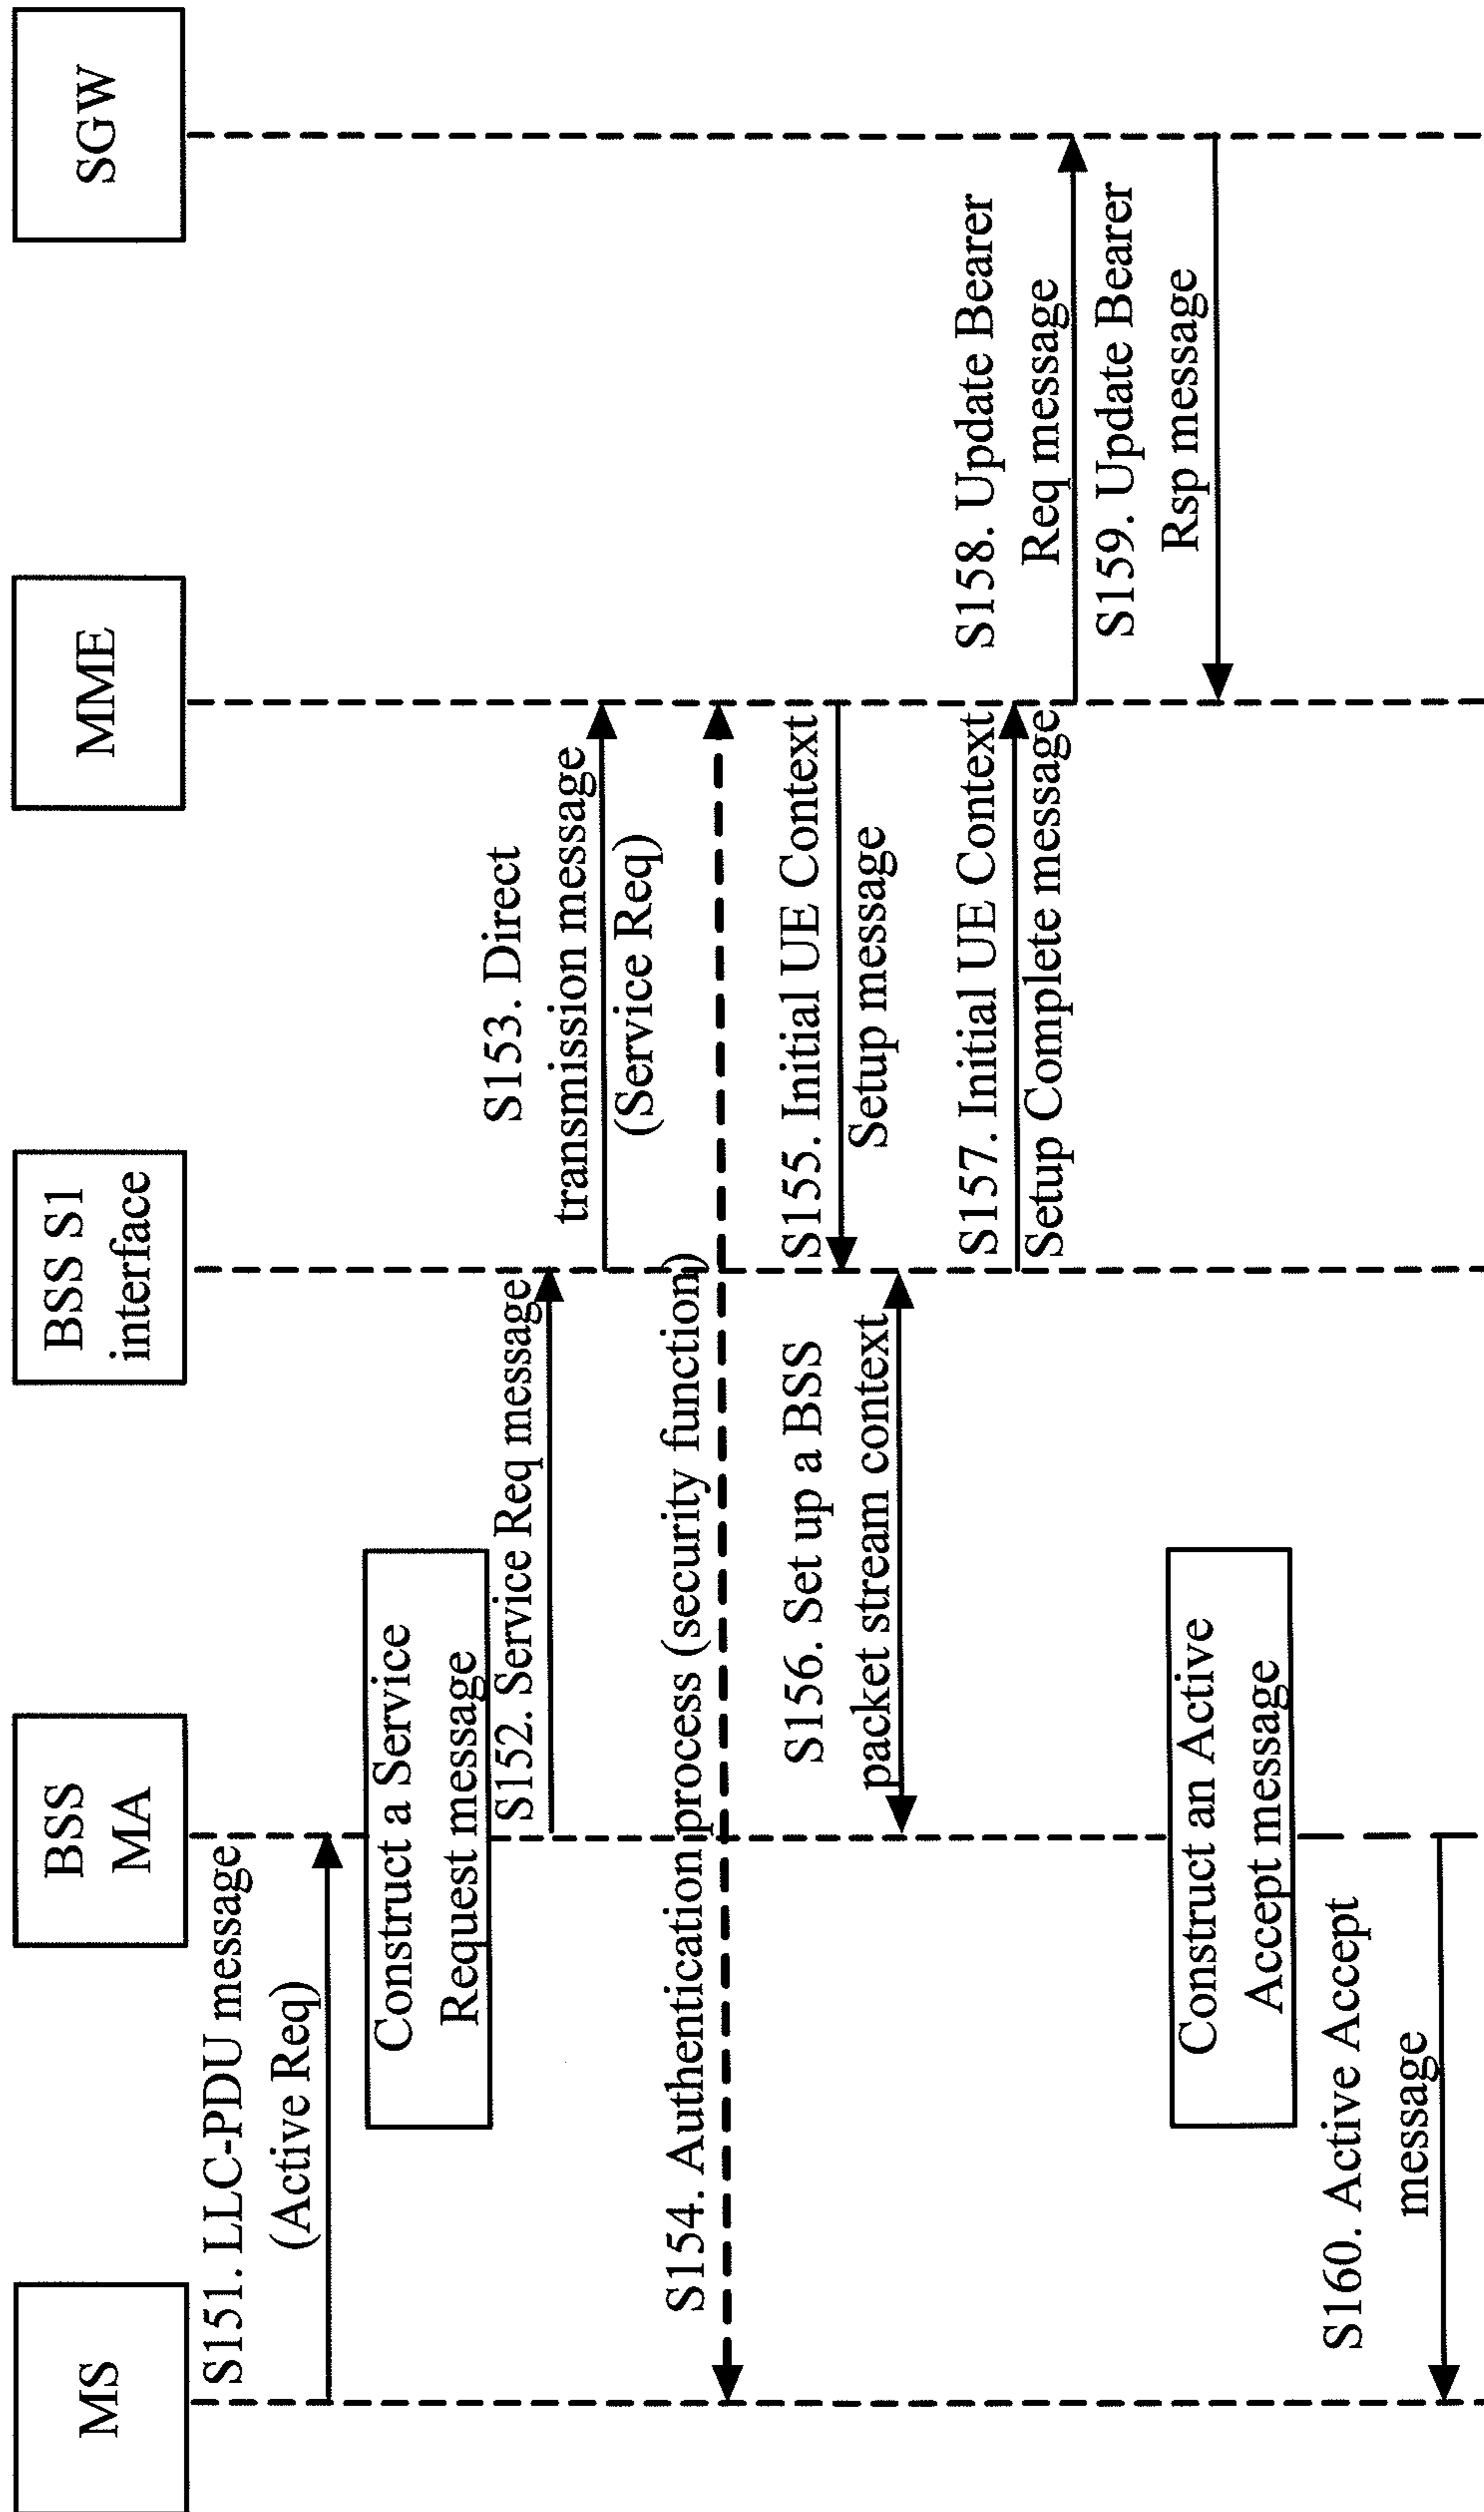 MS
BSS
MA
BSS S1
interface
MME
SGW
S151. LLC-PDU message
(Active Req)
Construct a Service
Request message
S152. Service Req message
S153. Direct
transmission message
(Service Req)
S154. Authentication process (security function)
S155. Initial UE Context
Setup message
S156. Set up a BSS
packet stream context
S157. Initial UE Context
Setup Complete message
S158. Update Bearer
Req message
S159. Update Bearer
Rsp message
Construct an Active
Accept message
S160. Active Accept
message